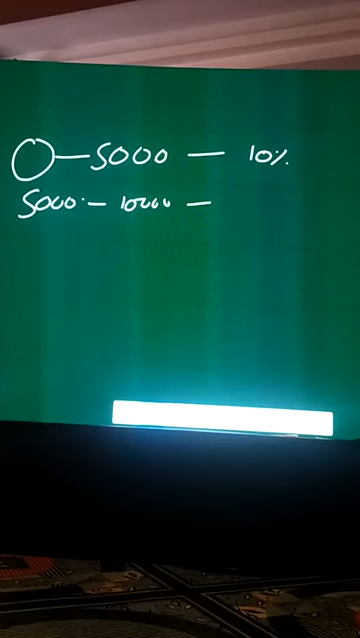 0 — 5000 — 10%
5000 — 10000 —